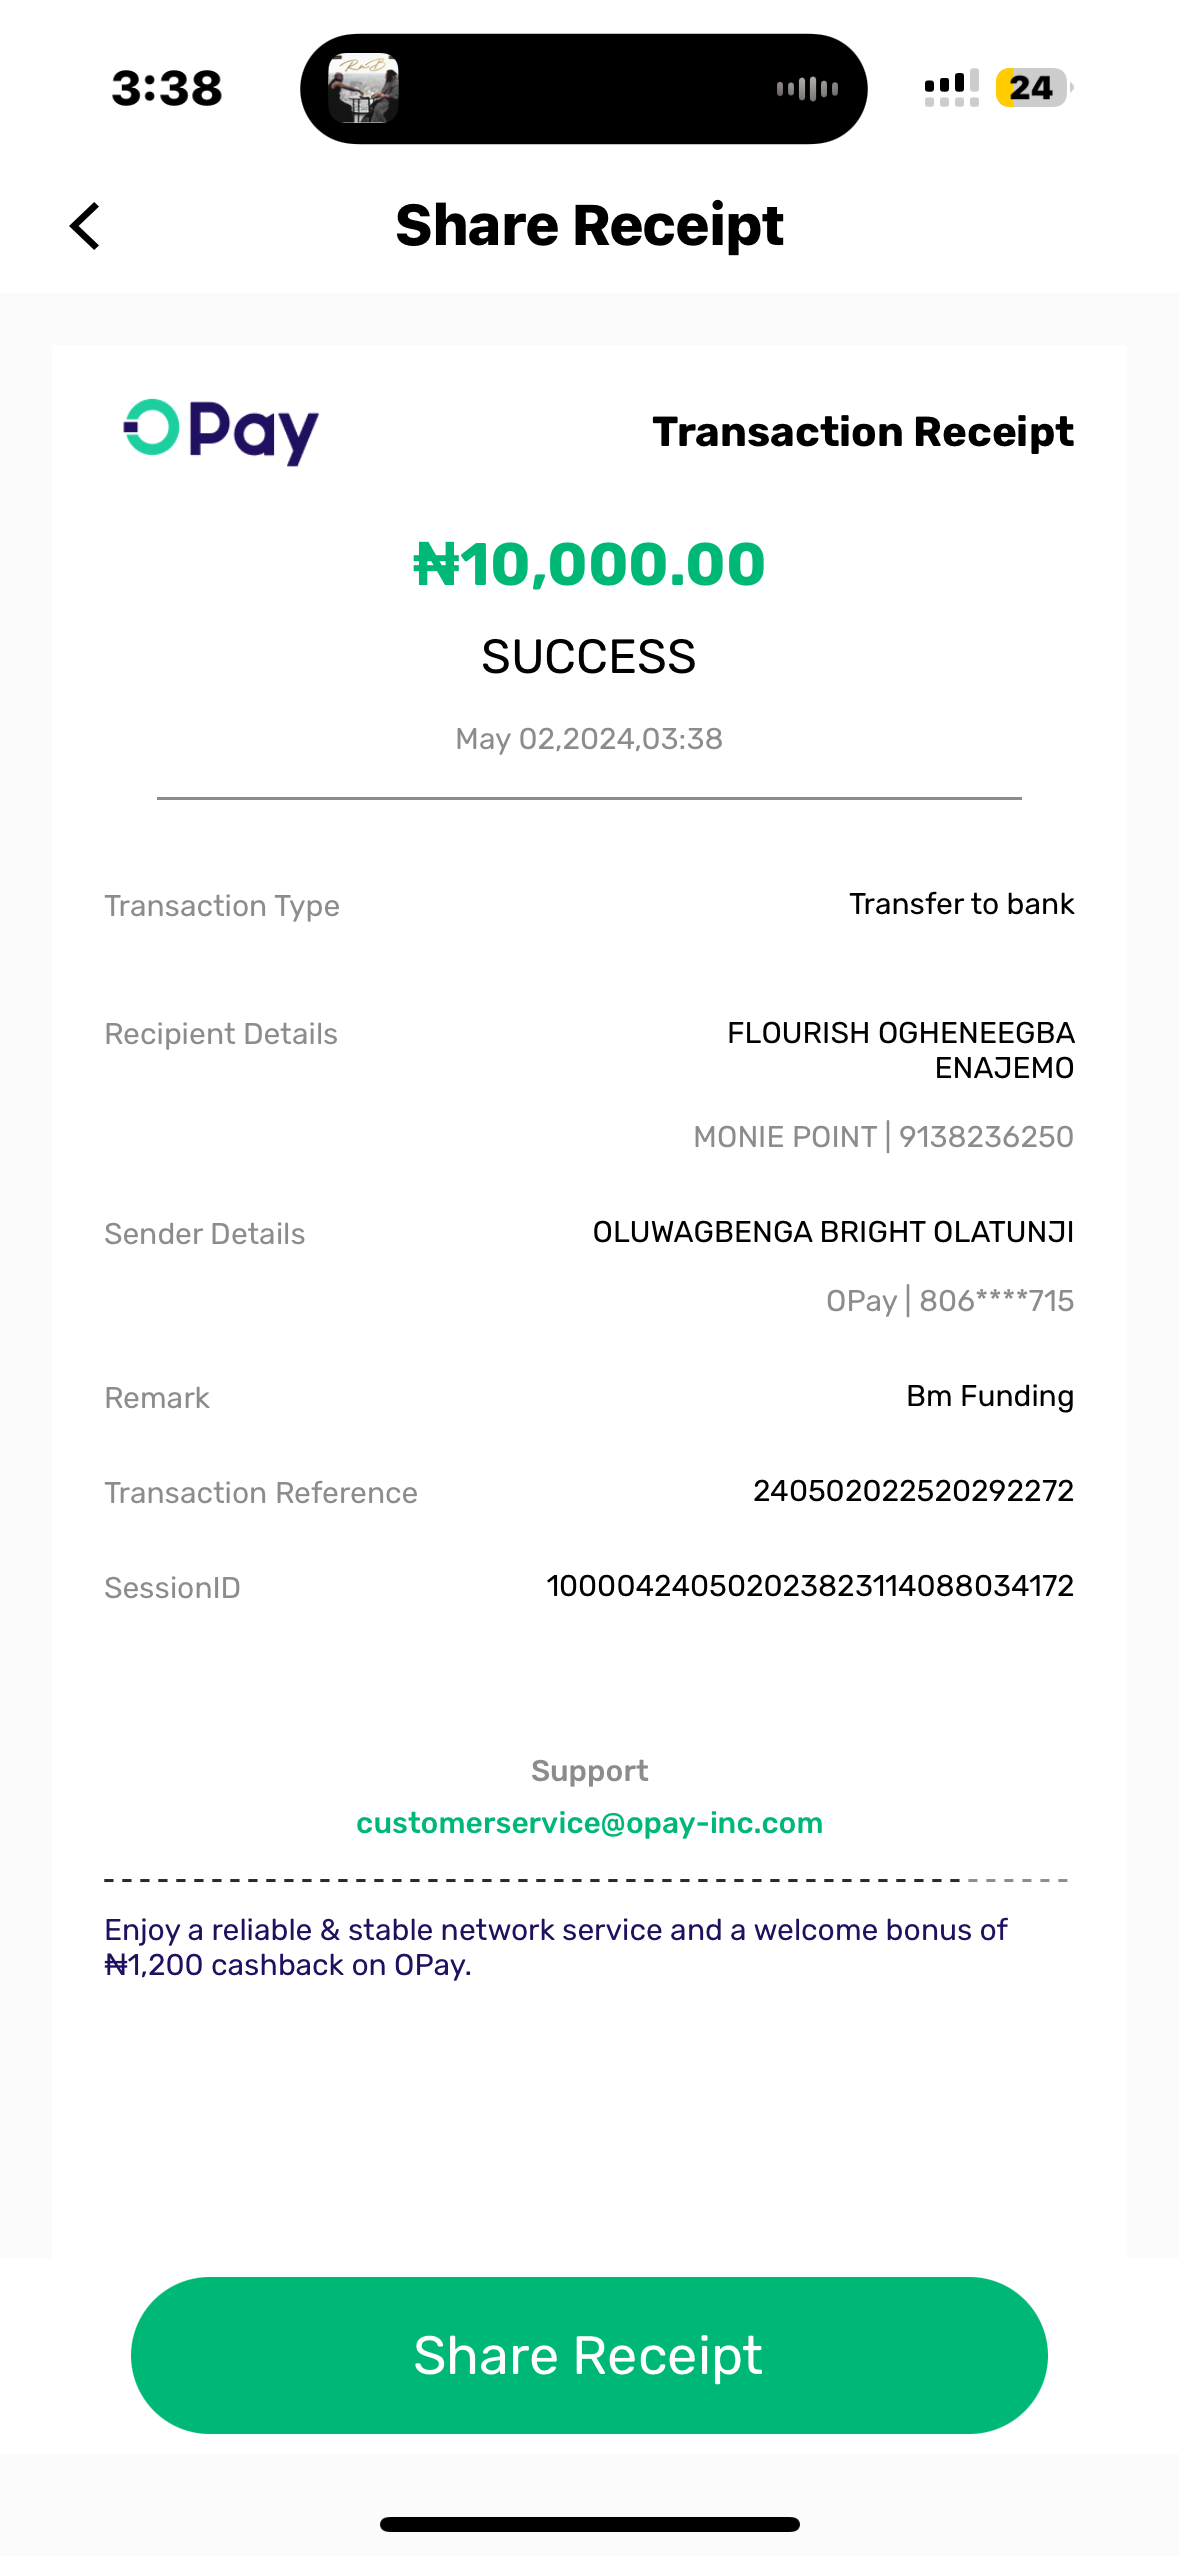 3:38
24
Share Receipt
OPay
Transaction Receipt
₦10,000.00
SUCCESS
May 02,2024,03:38
Transaction Type
Transfer to bank
Recipient Details
FLOURISH OGHENEEGBA
ENAJEMO
MONIE POINT | 9138236250
Sender Details
OLUWAGBENGA BRIGHT OLATUNJI
OPay | 806****715
Remark
Bm Funding
Transaction Reference
240502022520292272
SessionID
100004240502023823114088034172
Support
customerservice@opay-inc.com
Enjoy a reliable & stable network service and a welcome bonus of
₦1,200 cashback on OPay.
Share Receipt